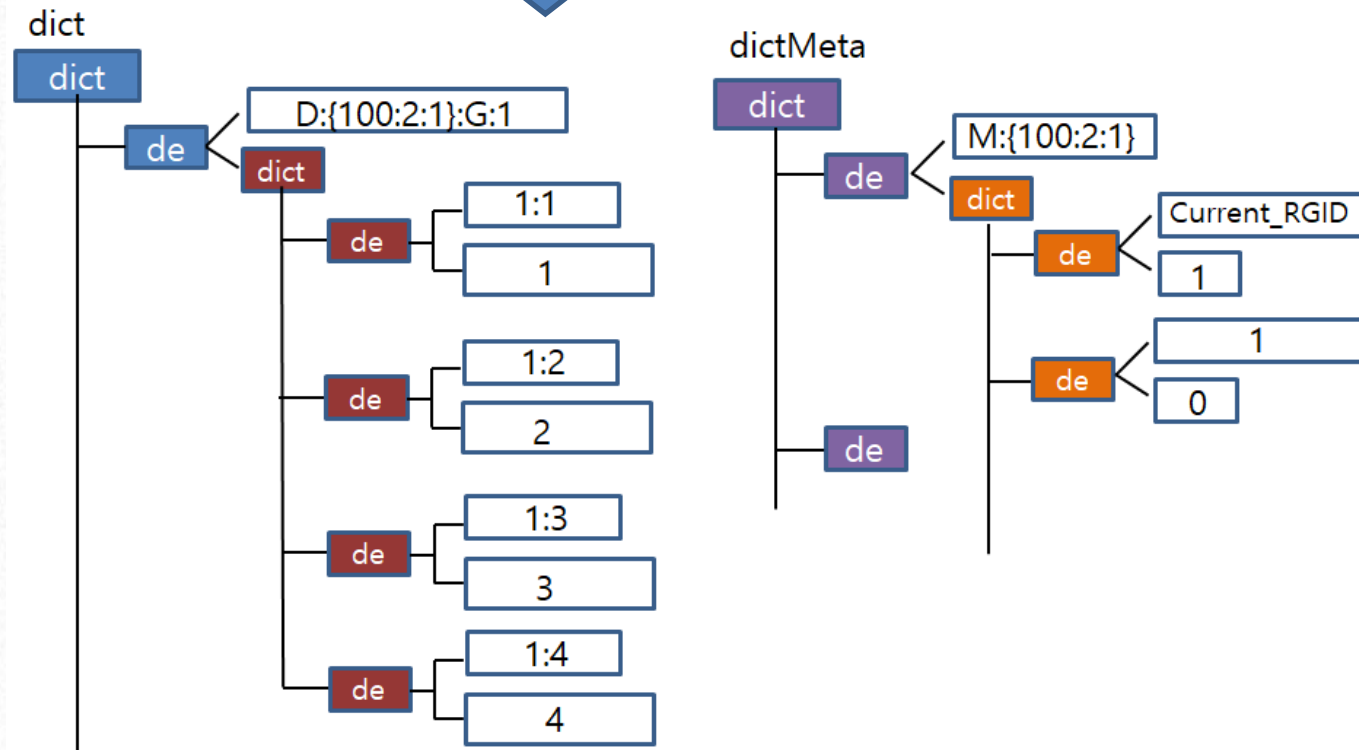 dict
dict
de
D:{100:2:1}:G:1
dict
de
1:1
1
de
1:2
2
de
1:3
3
de
1:4
4
dictMeta
dict
de
M:{100:2:1}
dict
de
Current_RGID
1
de
1
0
de